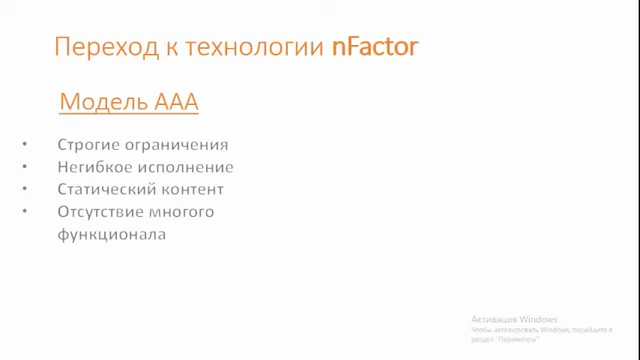 Переход к технологии nFactor
Модель ААА
• Строгие ограничения
• Негибкое исполнение
• Статический контент
• Отсутствие многого
функционала
Активация Windows
Чтобы активировать Windows, перейдите в
раздел "Параметры"